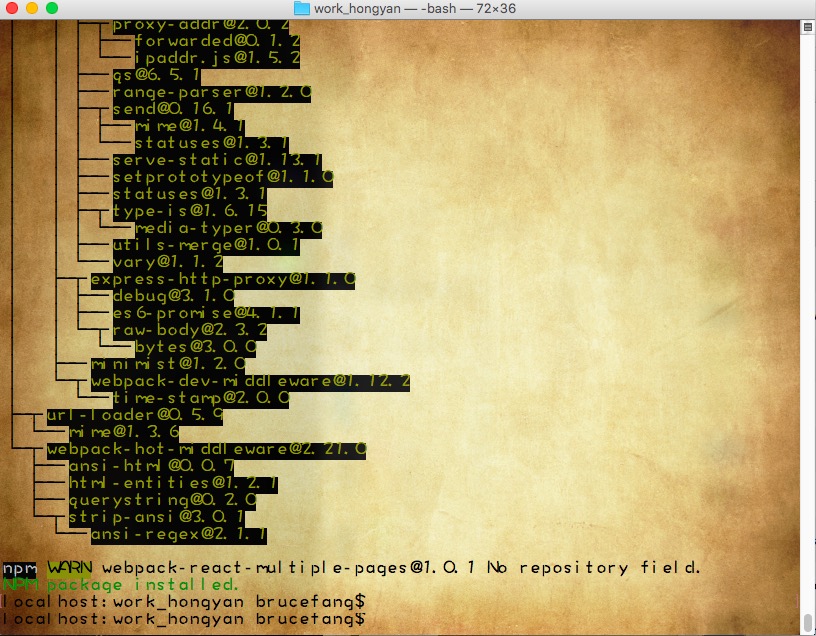 work_hongyan — -bash — 72×36
proxy-addr@2.0.2
forwarded@0.1.2
ipaddr.js@1.5.2
qs@6.5.1
range-parser@1.2.0
send@0.16.1
mime@1.4.1
statuses@1.3.1
serve-static@1.13.1
setprototypeof@1.1.0
statuses@1.3.1
type-is@1.6.15
media-typer@0.3.0
utils-merge@1.0.1
vary@1.1.2
express-http-proxy@1.1.0
debug@3.1.0
es6-promise@4.1.1
raw-body@2.3.2
bytes@3.0.0
minimist@1.2.0
webpack-dev-middleware@1.12.2
time-stamp@2.0.0
url-loader@0.5.9
mime@1.3.6
webpack-hot-middleware@2.21.0
ansi-html@0.0.7
html-entities@1.2.1
querystring@0.2.0
strip-ansi@3.0.1
ansi-regex@2.1.1
npm WARN webpack-react-multiple-pages@1.0.1 No repository field.
NPM package installed.
localhost:work_hongyan brucefang$
localhost:work_hongyan brucefang$